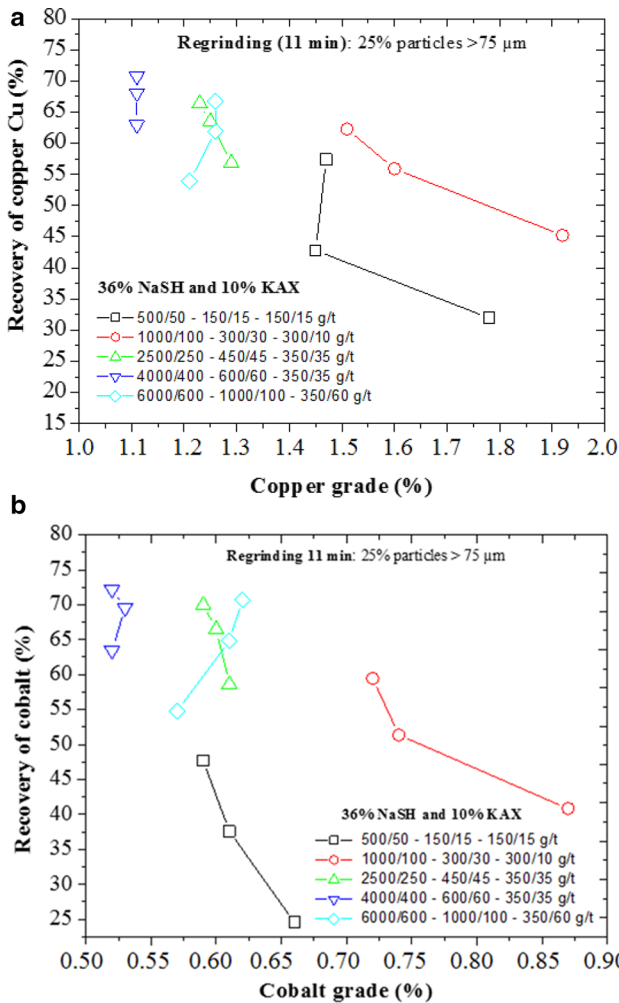 a
Regrinding (11 min): 25% particles >75 µm
Recovery of copper Cu (%)
80
75
70
65
60
55
50
45
40
35
30
25
20
15
36% NaSH and 10% KAX
500/50 - 150/15 - 150/15 g/t
1000/100 - 300/30 - 300/10 g/t
2500/250 - 450/45 - 350/35 g/t
4000/400 - 600/60 - 350/35 g/t
6000/600 - 1000/100 - 350/60 g/t
1.0 1.1 1.2 1.3 1.4 1.5 1.6 1.7 1.8 1.9 2.0
Copper grade (%)
b
Regrinding 11 min: 25% particles > 75 µm
Recovery of cobalt (%)
80
75
70
65
60
55
50
45
40
35
30
25
36% NaSH and 10% KAX
500/50 - 150/15 - 150/15 g/t
1000/100 - 300/30 - 300/10 g/t
2500/250 - 450/45 - 350/35 g/t
4000/400 - 600/60 - 350/35 g/t
6000/600 - 1000/100 - 350/60 g/t
0.50 0.55 0.60 0.65 0.70 0.75 0.80 0.85 0.90
Cobalt grade (%)